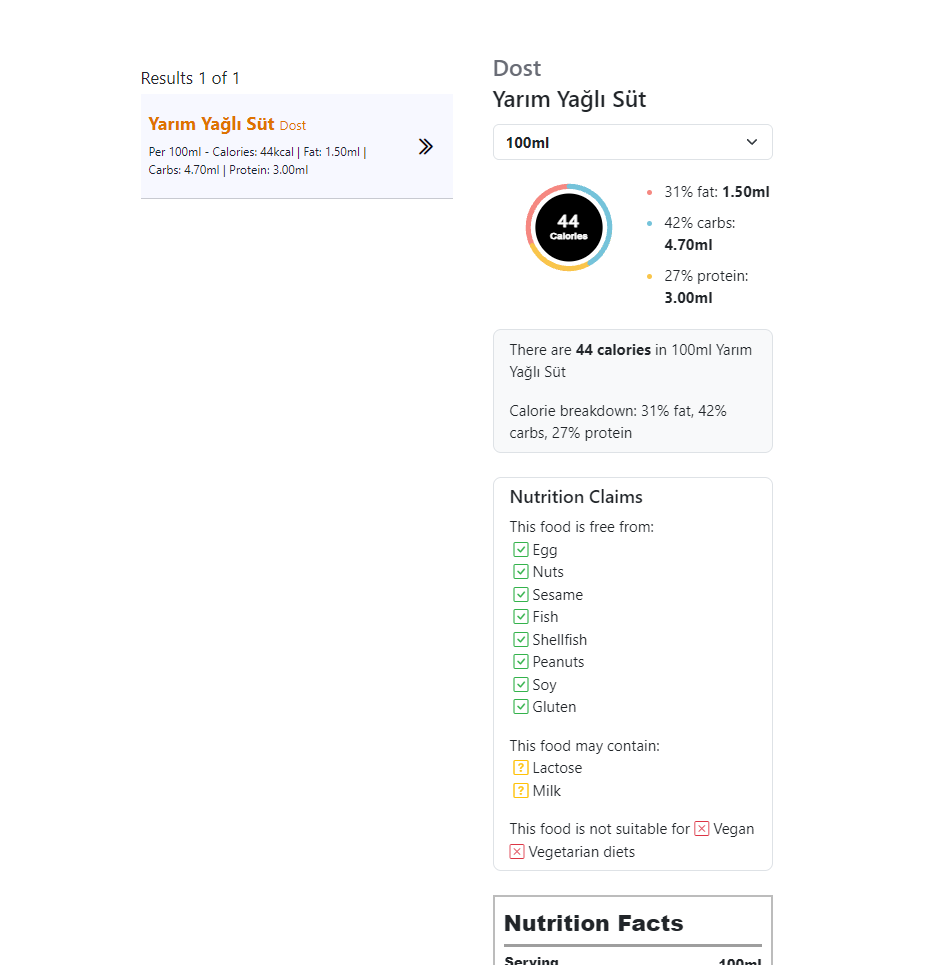 Results 1 of 1
Yarım Yağlı Süt Dost
Per 100ml - Calories: 44kcal | Fat: 1.50ml |
Carbs: 4.70ml | Protein: 3.00ml
Dost
Yarım Yağlı Süt
100ml
44
Calories
31% fat: 1.50ml
42% carbs:
4.70ml
27% protein:
3.00ml
There are 44 calories in 100ml Yarım
Yağlı Süt
Calorie breakdown: 31% fat, 42%
carbs, 27% protein
Nutrition Claims
This food is free from:
Egg
Nuts
Sesame
Fish
Shellfish
Peanuts
Soy
Gluten
This food may contain:
Lactose
Milk
This food is not suitable for Vegan
Vegetarian diets
Nutrition Facts
Serving 100ml